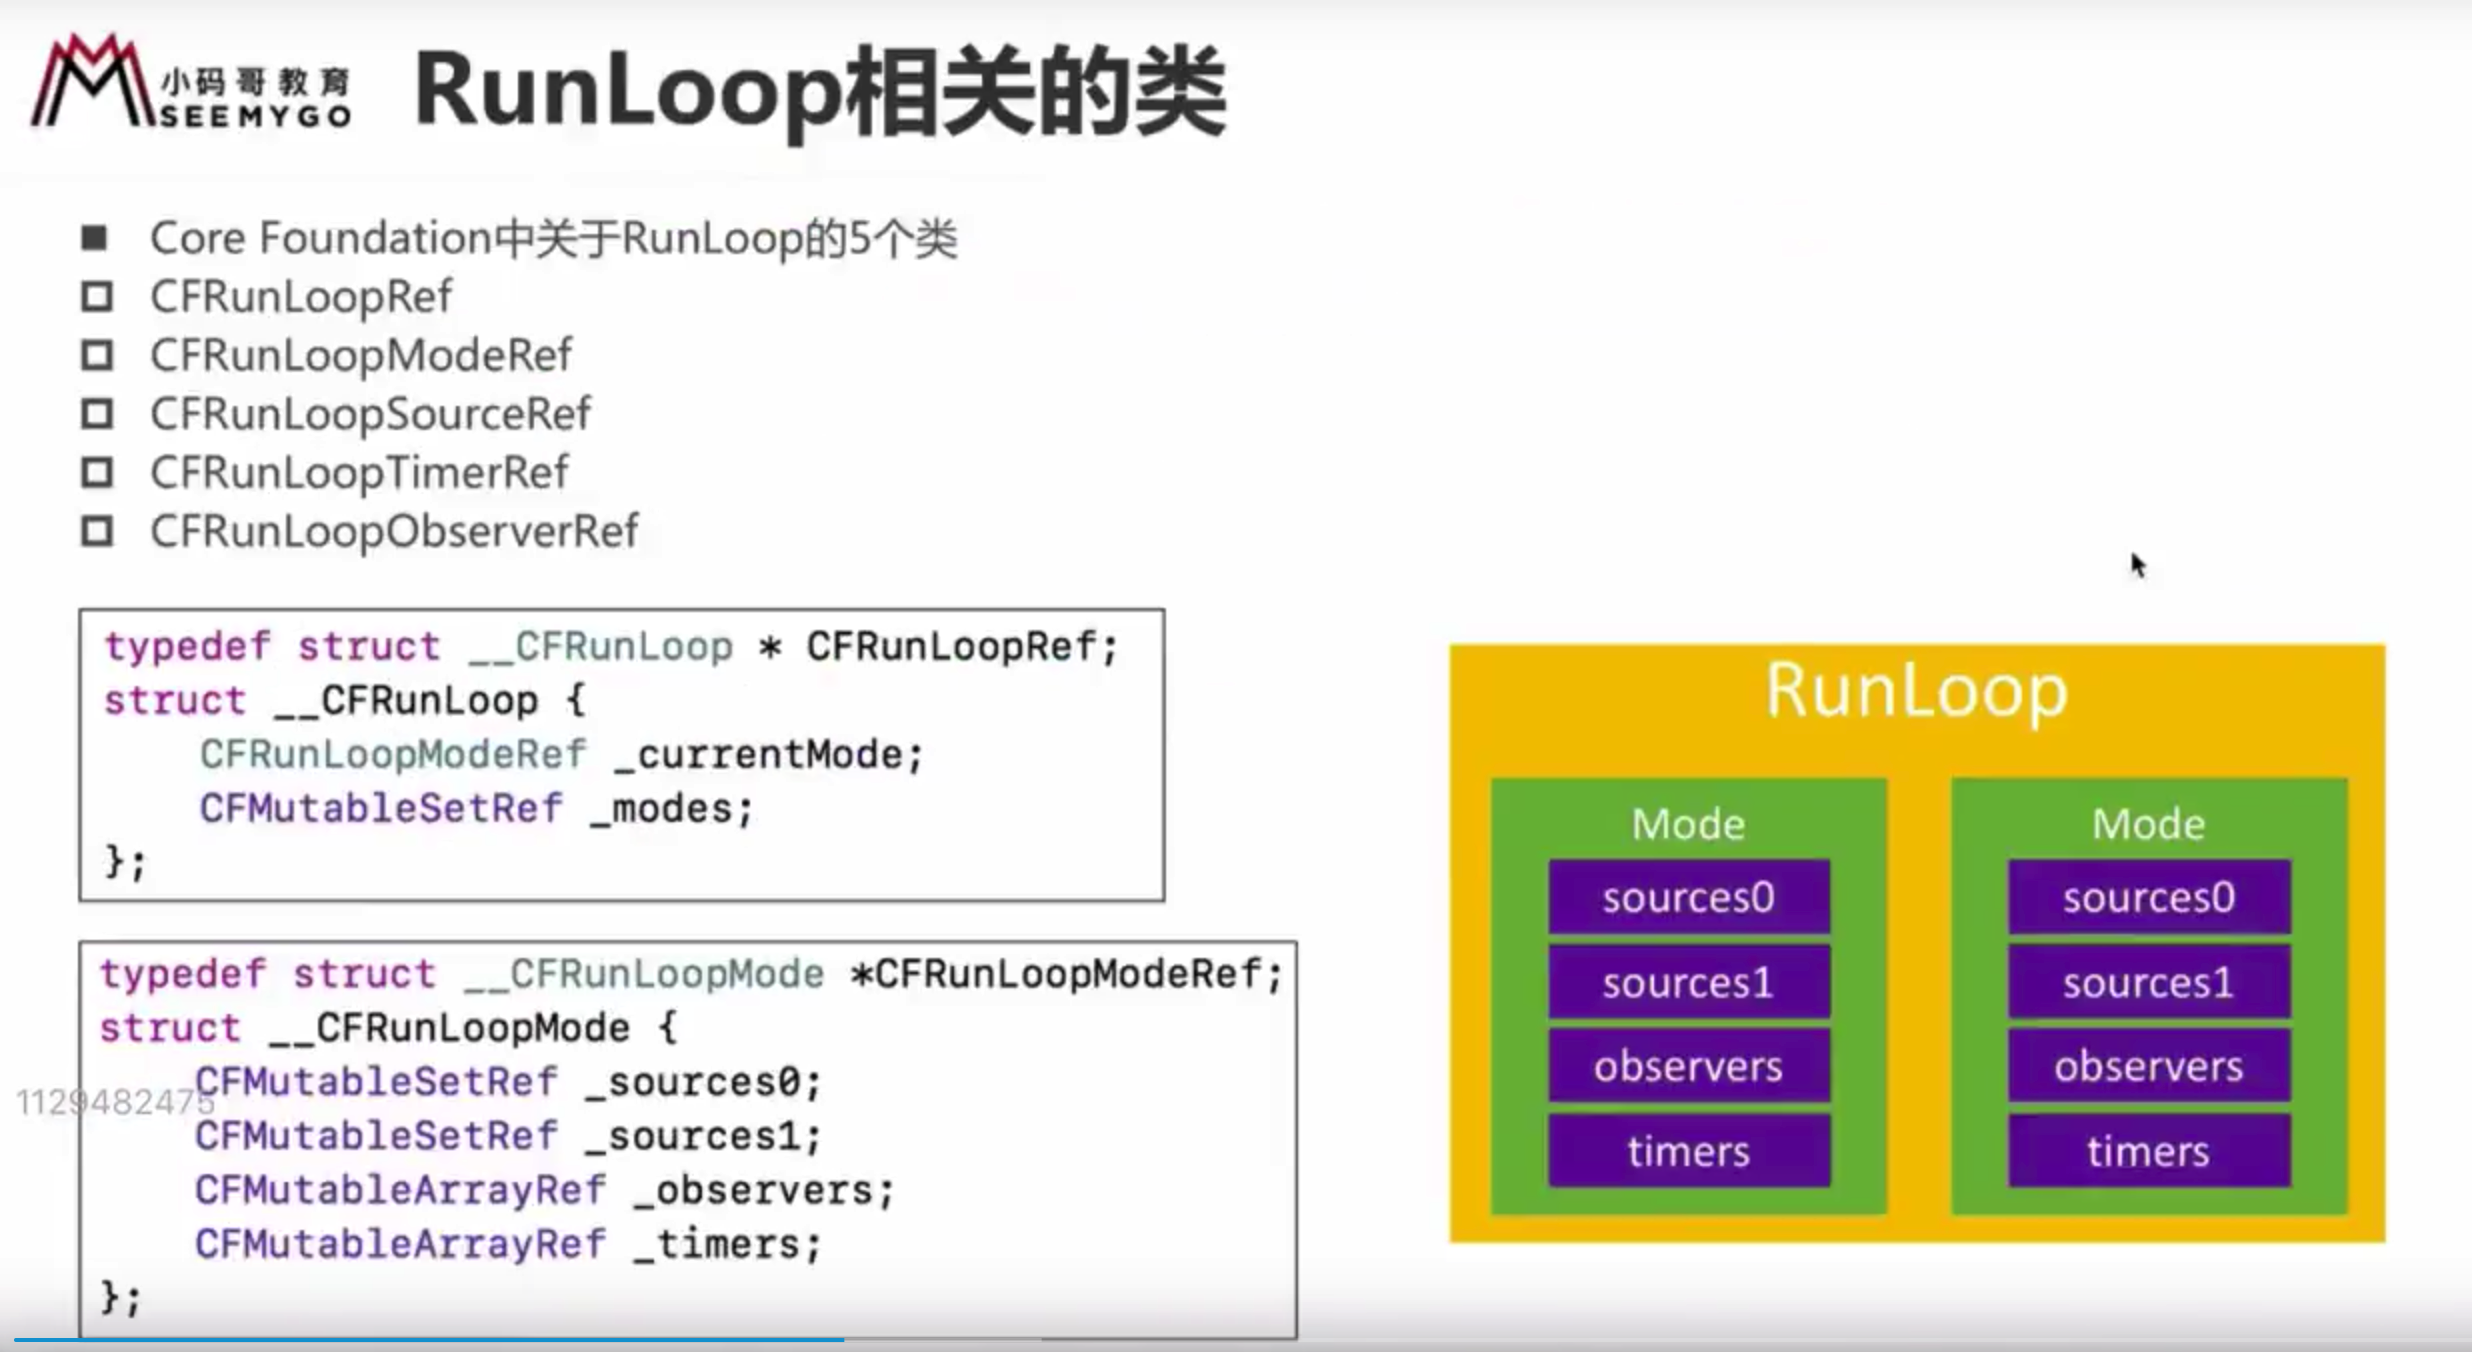 小码哥教育
SEEMYGO
RunLoop相关的类
Core Foundation中关于RunLoop的5个类
CFRunLoopRef
CFRunLoopModeRef
CFRunLoopSourceRef
CFRunLoopTimerRef
CFRunLoopObserverRef
typedef struct __CFRunLoop * CFRunLoopRef;
struct __CFRunLoop {
    CFRunLoopModeRef _currentMode;
    CFMutableSetRef _modes;
};
typedef struct __CFRunLoopMode *CFRunLoopModeRef;
struct __CFRunLoopMode {
    CFMutableSetRef _sources0;
    CFMutableSetRef _sources1;
    CFMutableArrayRef _observers;
    CFMutableArrayRef _timers;
};
1129482475
RunLoop
Mode
sources0
sources1
observers
timers
Mode
sources0
sources1
observers
timers